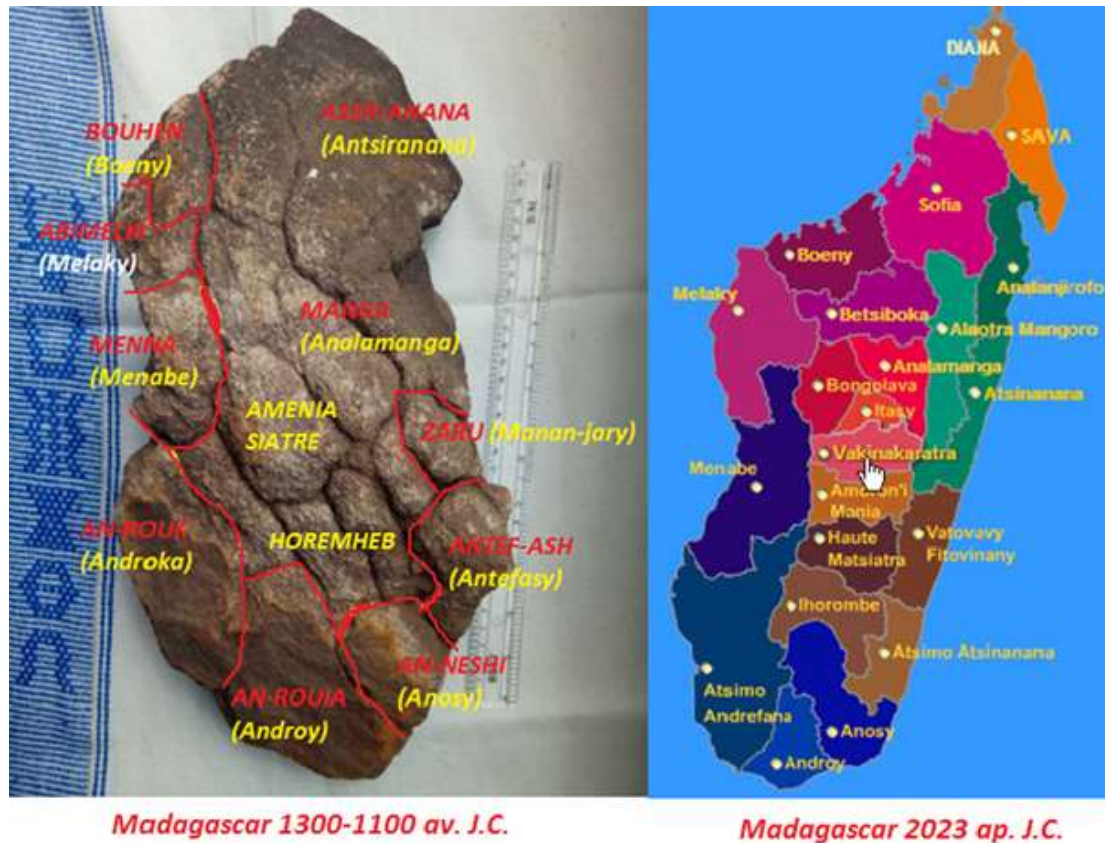 ASSR-AHANA
(Antsiranana)
BOUHEN
(Boeny)
ABIMELKI
(Melaky)
MANSR
(Analamanga)
MENNA
(Menabe)
AMENIA
SIATRE
ZARU (Manan-jary)
AN-ROUK
(Androka)
HOREMHEB
AKTEF-ASH
(Antefasy)
AN-NESHI
(Anosy)
AN-ROUIA
(Androy)
Madagascar 1300-1100 av. J.C.
DIANA
SAVA
Sofia
Boeny
Melaky
Analanjirofo
Betsiboka
Alaotra Mangoro
Analamanga
Bongolava
Atsinanana
Itasy
Vakinakaratra
Menabe
Amoron'i
Mania
Haute
Matsiatra
Vatovavy
Fitovinany
Ihorombe
Atsimo Atsinanana
Atsimo
Andrefana
Anosy
Androy
Madagascar 2023 ap. J.C.